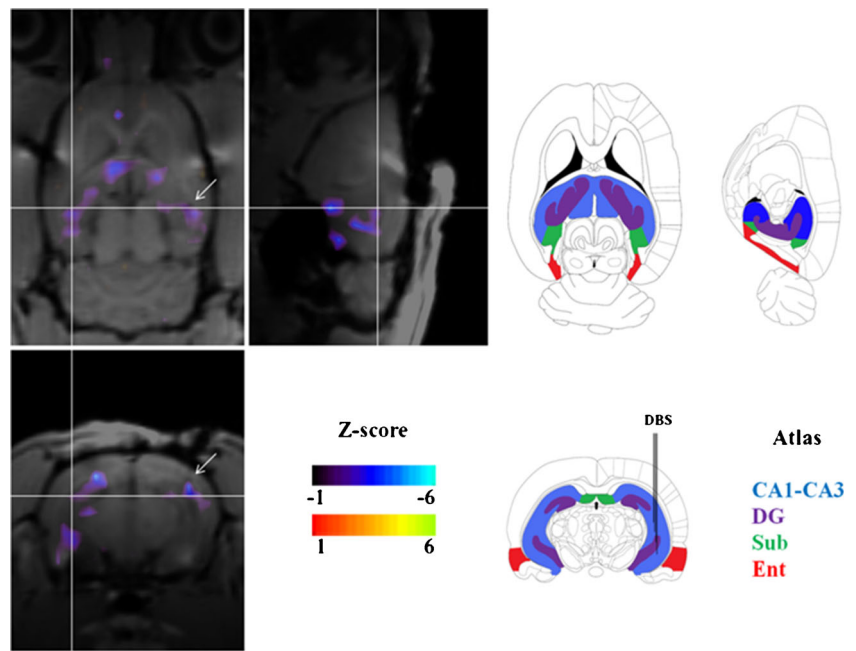 Z-score
-1 -6
1 6
DBS
Atlas
CA1-CA3
DG
Sub
Ent